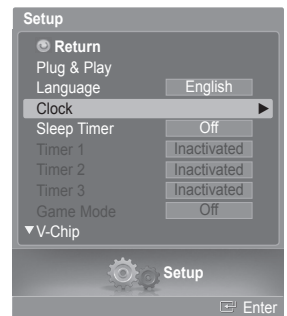 Setup
Return
Plug & Play
Language English
Clock
Sleep Timer Off
Timer 1 Inactivated
Timer 2 Inactivated
Timer 3 Inactivated
Game Mode Off
▼V-Chip
Setup
Enter